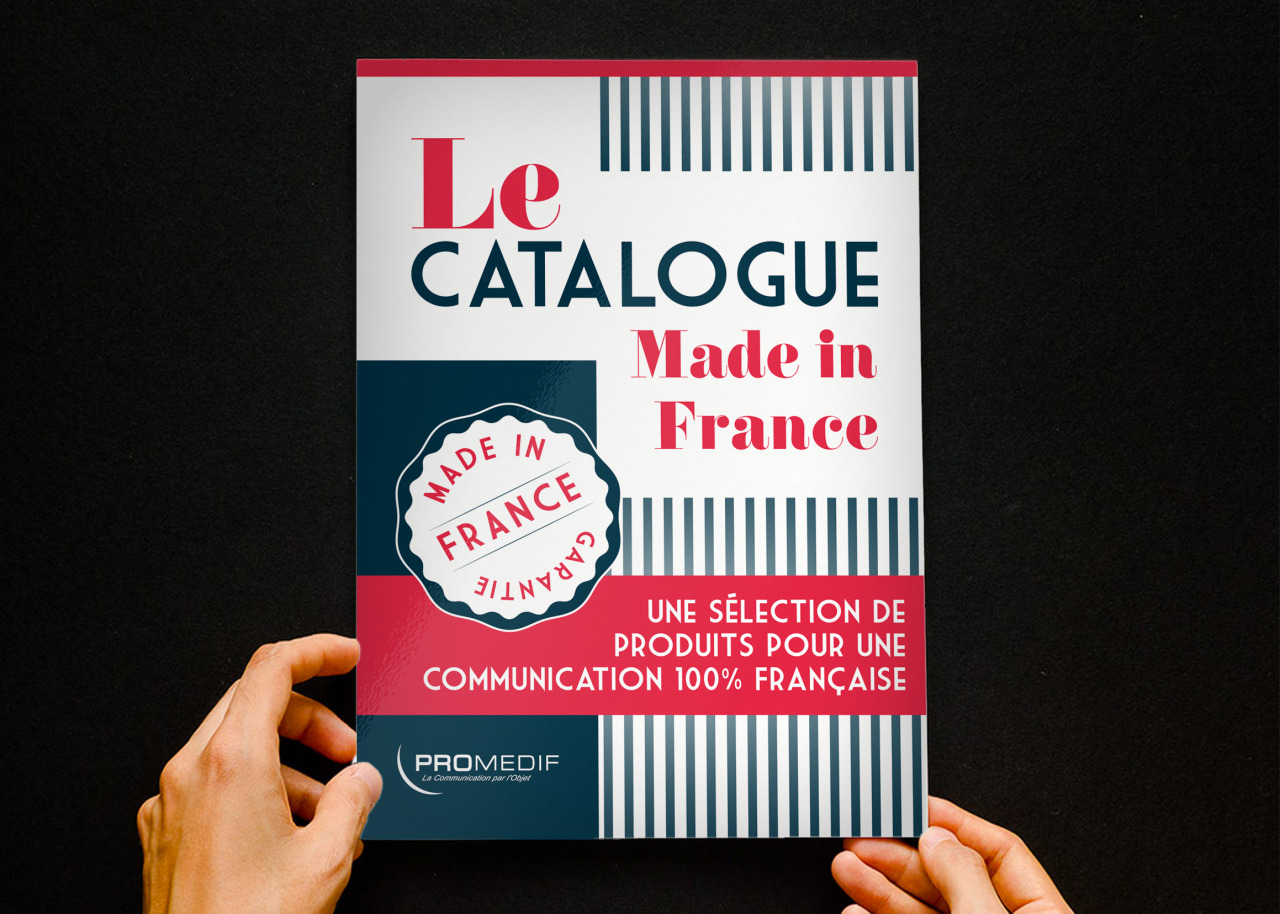 Le
CATALOGUE
Made in
France
MADE IN
FRANCE
GARANTIE
UNE SÉLECTION DE
PRODUITS POUR UNE
COMMUNICATION 100% FRANÇAISE
PROMEDIF
La Communication par l'Objet